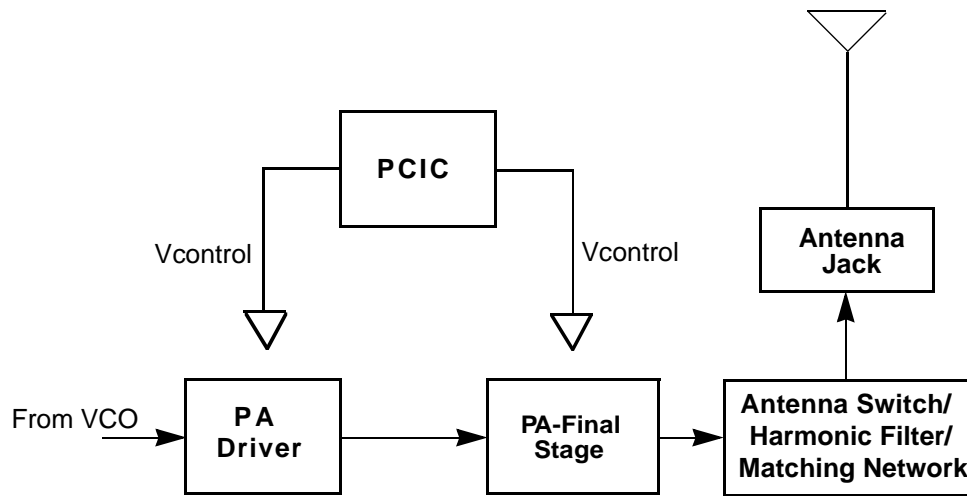 PCIC
Vcontrol
Vcontrol
Antenna
Jack
From VCO
PA
Driver
PA-Final
Stage
Antenna Switch/
Harmonic Filter/
Matching Network